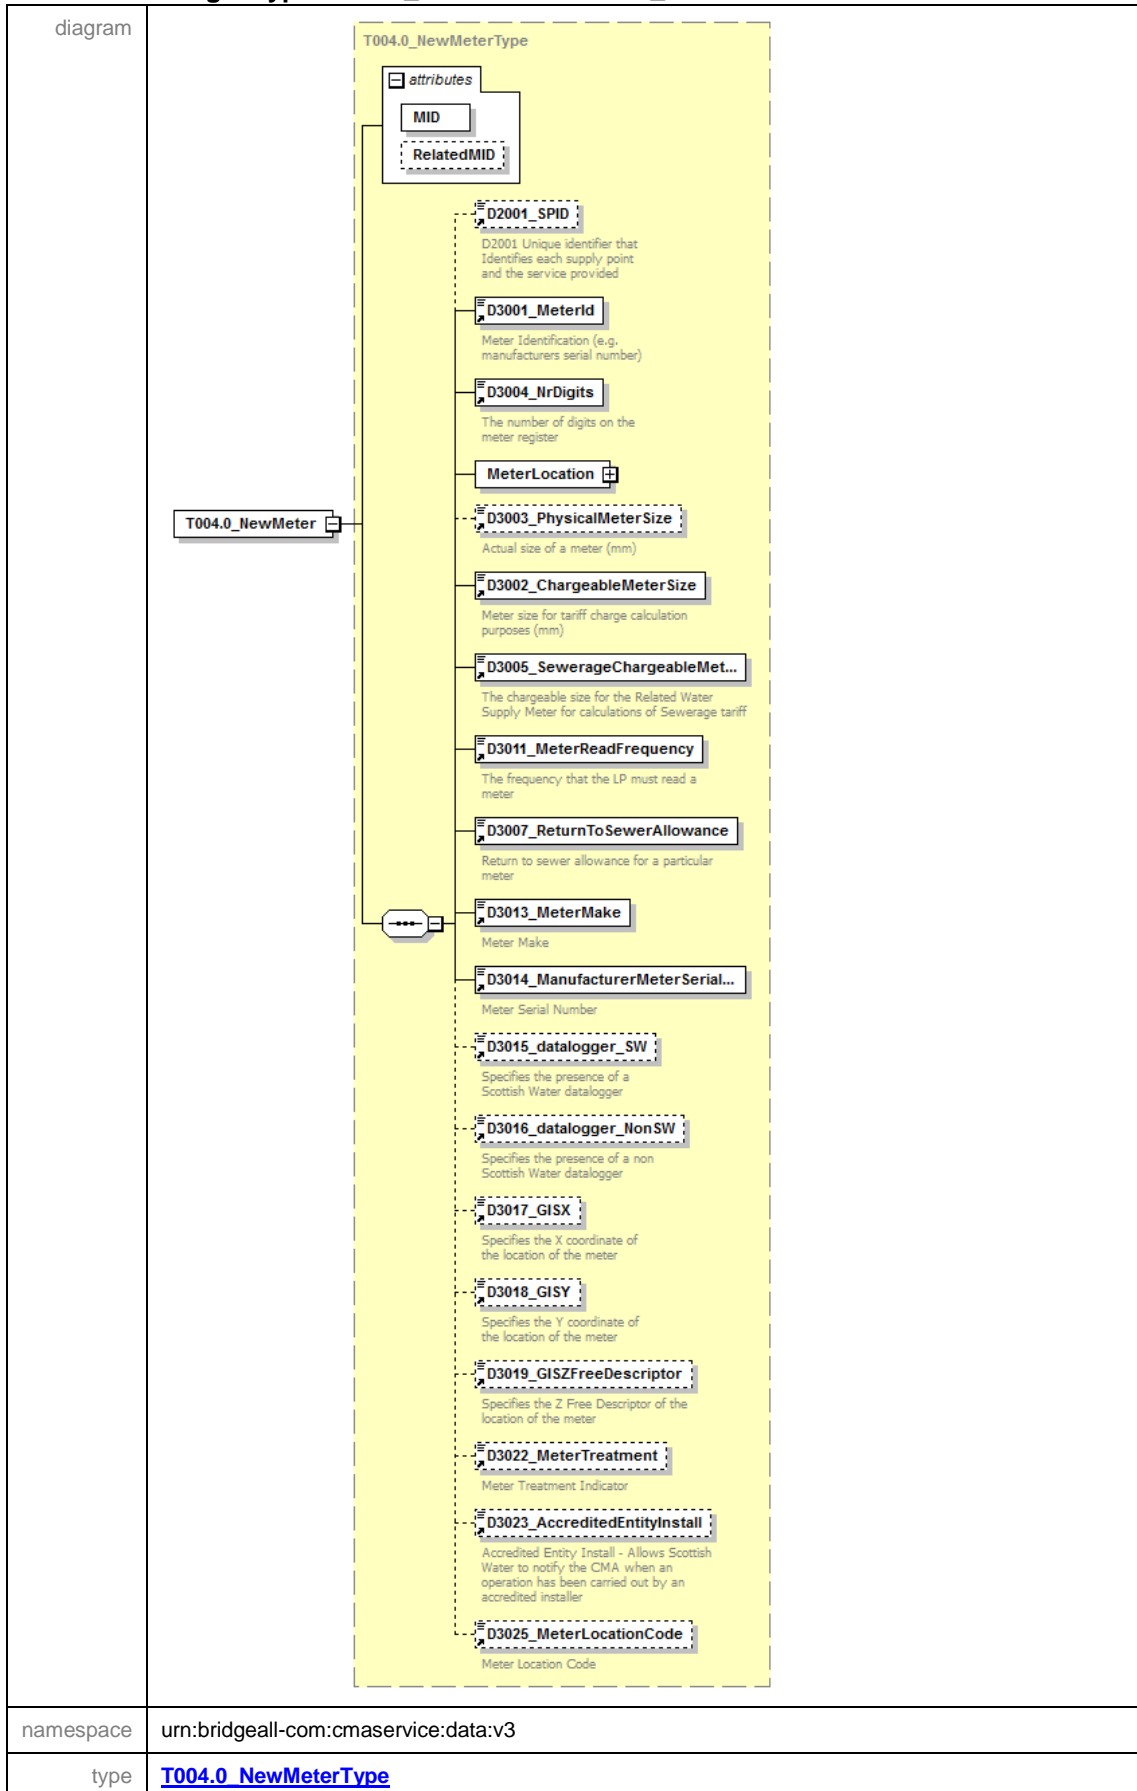 diagram
T004.0_NewMeterType
attributes
MID
RelatedMID
D2001_SPID
D2001 Unique identifier that
Identifies each supply point
and the service provided
D3001_MeterId
Meter Identification (e.g.
manufacturers serial number)
D3004_NrDigits
The number of digits on the
meter register
MeterLocation
D3003_PhysicalMeterSize
T004.0_NewMeter
Actual size of a meter (mm)
D3002_ChargeableMeterSize
Meter size for tariff charge calculation
purposes (mm)
D3005_SewerageChargeableMet...
The chargeable size for the Related Water
Supply Meter for calculations of Sewerage tariff
D3011_MeterReadFrequency
The frequency that the LP must read a
meter
D3007_ReturnToSewerAllowance
Return to sewer allowance for a particular
meter
D3013_MeterMake
Meter Make
D3014_ManufacturerMeterSerial...
Meter Serial Number
D3015_datalogger_SW
Specifies the presence of a
Scottish Water datalogger
D3016_datalogger_NonSW
Specifies the presence of a non
Scottish Water datalogger
D3017_GISX
Specifies the X coordinate of
the location of the meter
D3018_GISY
Specifies the Y coordinate of
the location of the meter
D3019_GISZFreeDescriptor
Specifies the Z Free Descriptor of the
location of the meter
D3022_MeterTreatment
Meter Treatment Indicator
D3023_AccreditedEntityInstall
Accredited Entity Install - Allows Scottish
Water to notify the CMA when an
operation has been carried out by an
accredited installer
D3025_MeterLocationCode
Meter Location Code
namespace urn:bridgeall-com:cmaservice:data:v3
type T004.0_NewMeterType